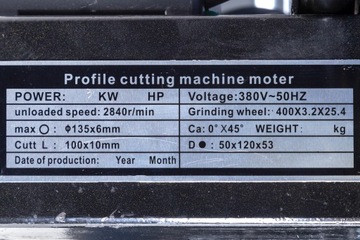 Profile cutting machine moter
POWER: KW HP Voltage:380V~50HZ
unloaded speed: 2840r/min Grinding wheel: 400X3.2X25.4
max ○: Φ135x6mm Ca: 0°X45° WEIGHT: kg
Cutt L : 100x10mm D ●: 50x120x53
Date of production: Year Month